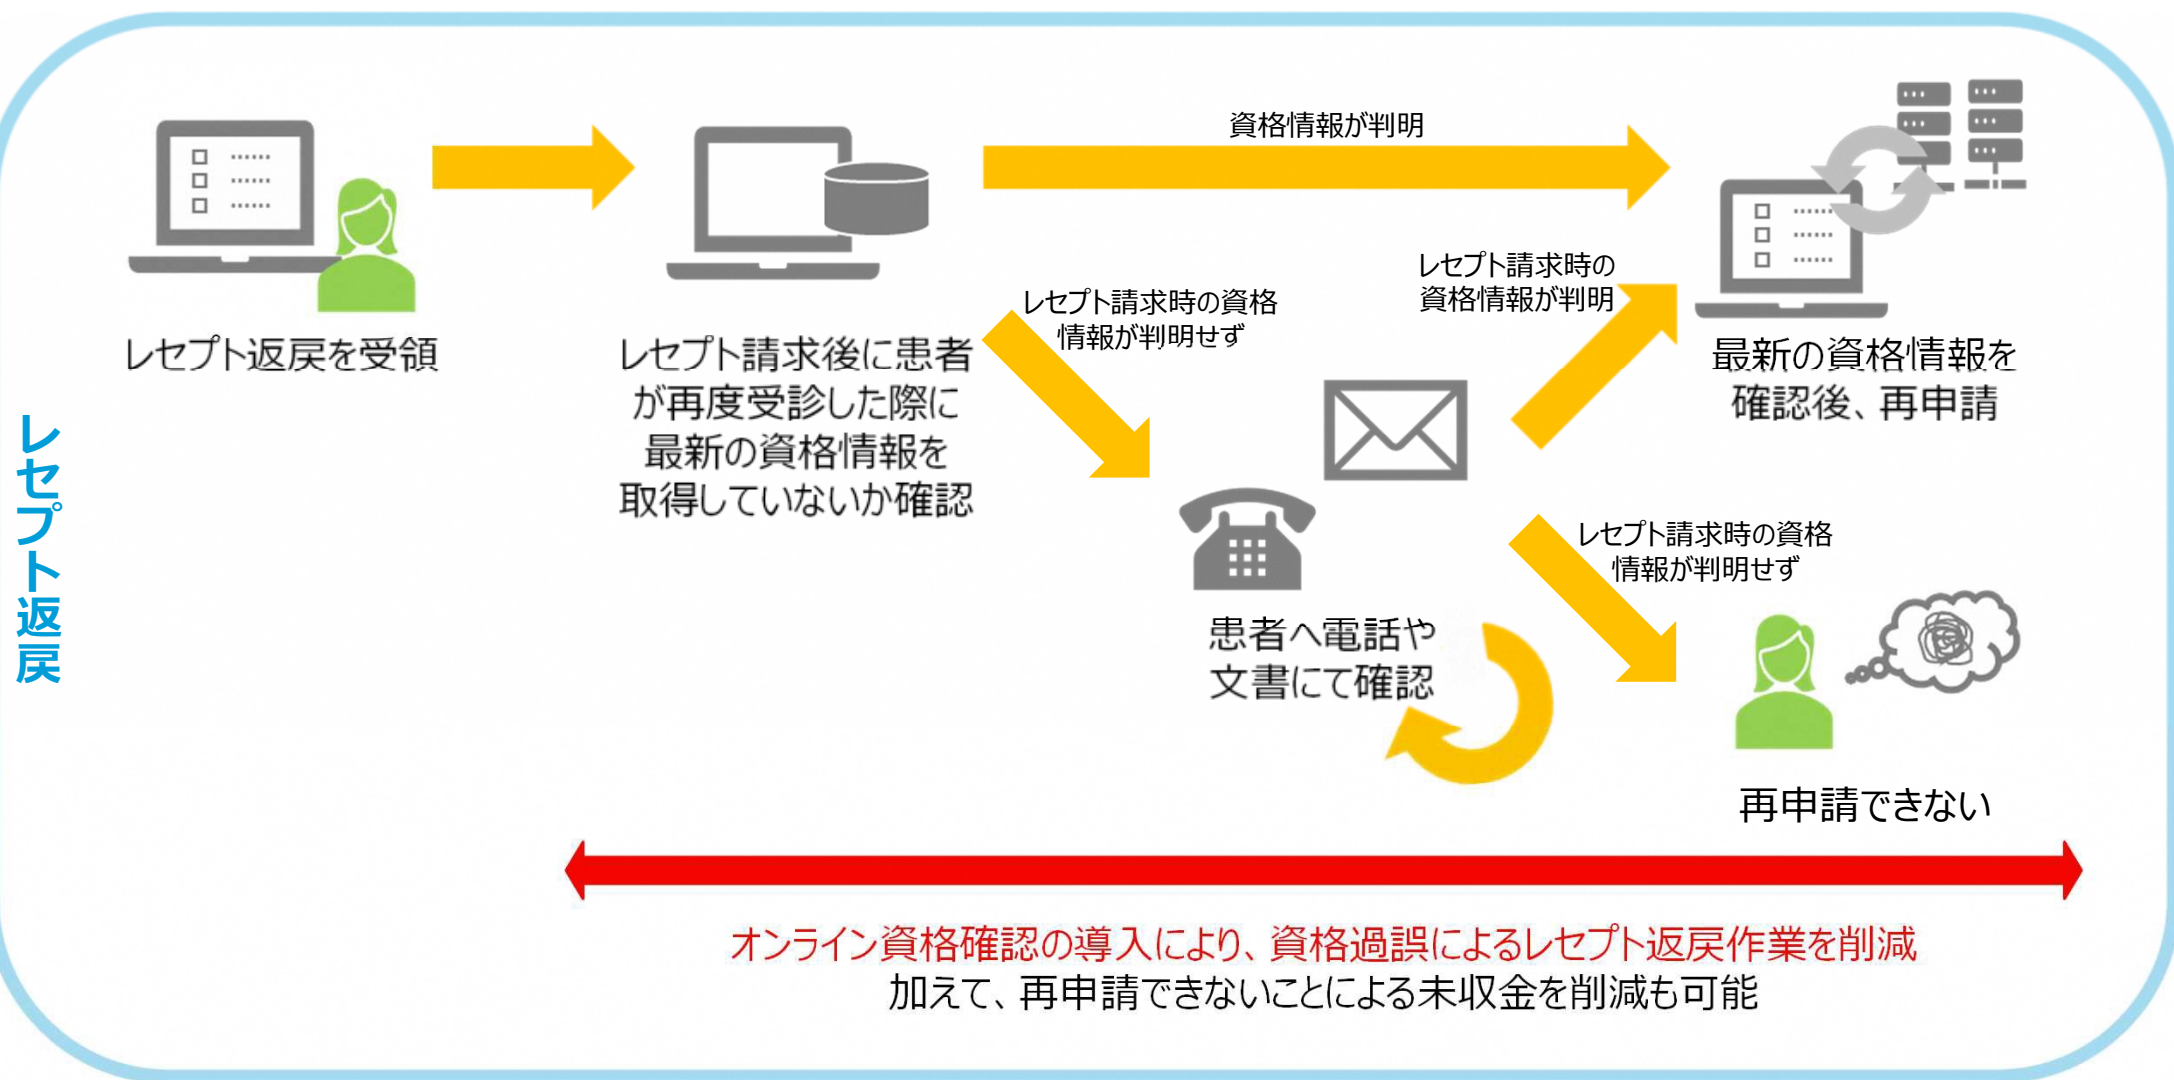 レセプト返戻
レセプト返戻を受領
レセプト請求後に患者
が再度受診した際に
最新の資格情報を
取得していないか確認
資格情報が判明
レセプト請求時の資格
情報が判明せず
レセプト請求時の
資格情報が判明
最新の資格情報を
確認後、再申請
患者へ電話や
文書にて確認
レセプト請求時の資格
情報が判明せず
再申請できない
オンライン資格確認の導入により、資格過誤によるレセプト返戻作業を削減
加えて、再申請できないことによる未収金を削減も可能